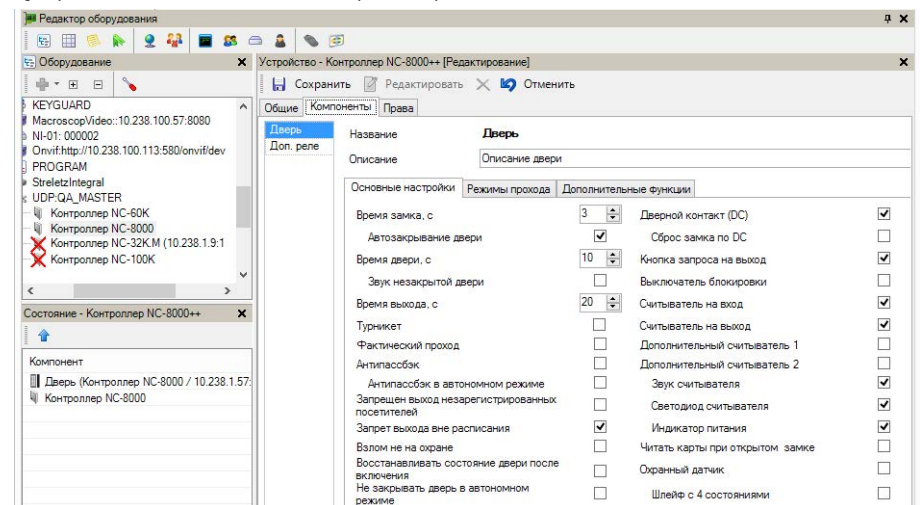 Редактор оборудования
Оборудование
KEYGUARD
MacroscopVideo::10.238.100.57:8080
NI-01: 000002
Onvif:http://10.238.100.113:580/onvif/dev
PROGRAM
StreletzIntegral
UDP:QA_MASTER
Контроллер NC-60K
Контроллер NC-8000
Контроллер NC-32K.M (10.238.1.9:1
Контроллер NC-100K
Состояние - Контроллер NC-8000++
Компонент
Дверь (Контроллер NC-8000 / 10.238.1.57:
Контроллер NC-8000
Устройство - Контроллер NC-8000++ [Редактирование]
Сохранить Редактировать Отменить
Общие Компоненты Права
Дверь
Доп. реле
Название Дверь
Описание Описание двери
Основные настройки Режимы прохода Дополнительные функции
Время замка, с 3
Автозакрывание двери
Время двери, с 10
Звук незакрытой двери
Время выхода, с 20
Турникет
Фактический проход
Антипассбэк
Антипассбэк в автономном режиме
Запрещен выход незарегистрированных
посетителей
Запрет выхода вне расписания
Взлом не на охране
Восстанавливать состояние двери после
включения
Не закрывать дверь в автономном
режиме
Дверной контакт (DC)
Сброс замка по DC
Кнопка запроса на выход
Выключатель блокировки
Считыватель на вход
Считыватель на выход
Дополнительный считыватель 1
Дополнительный считыватель 2
Звук считывателя
Светодиод считывателя
Индикатор питания
Читать карты при открытом замке
Охранный датчик
Шлейф с 4 состояниями